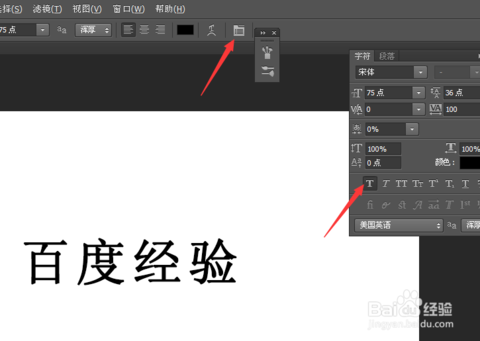 选择(S) 滤镜(T) 视图(V) 窗口(W) 帮助(H)
75 点 aa 浑厚
字符 段落
宋体 -
75 点 36 点
0 100
0%
100% 100%
0 点 颜色:
美国英语 aa 浑厚
百度经验
Baidu 经验
jingyan.baidu.com